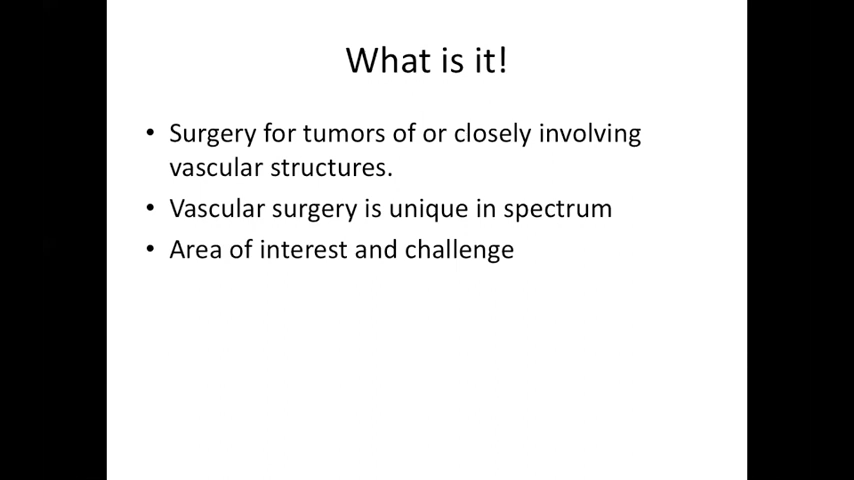 What is it!
• Surgery for tumors of or closely involving
vascular structures.
• Vascular surgery is unique in spectrum
• Area of interest and challenge